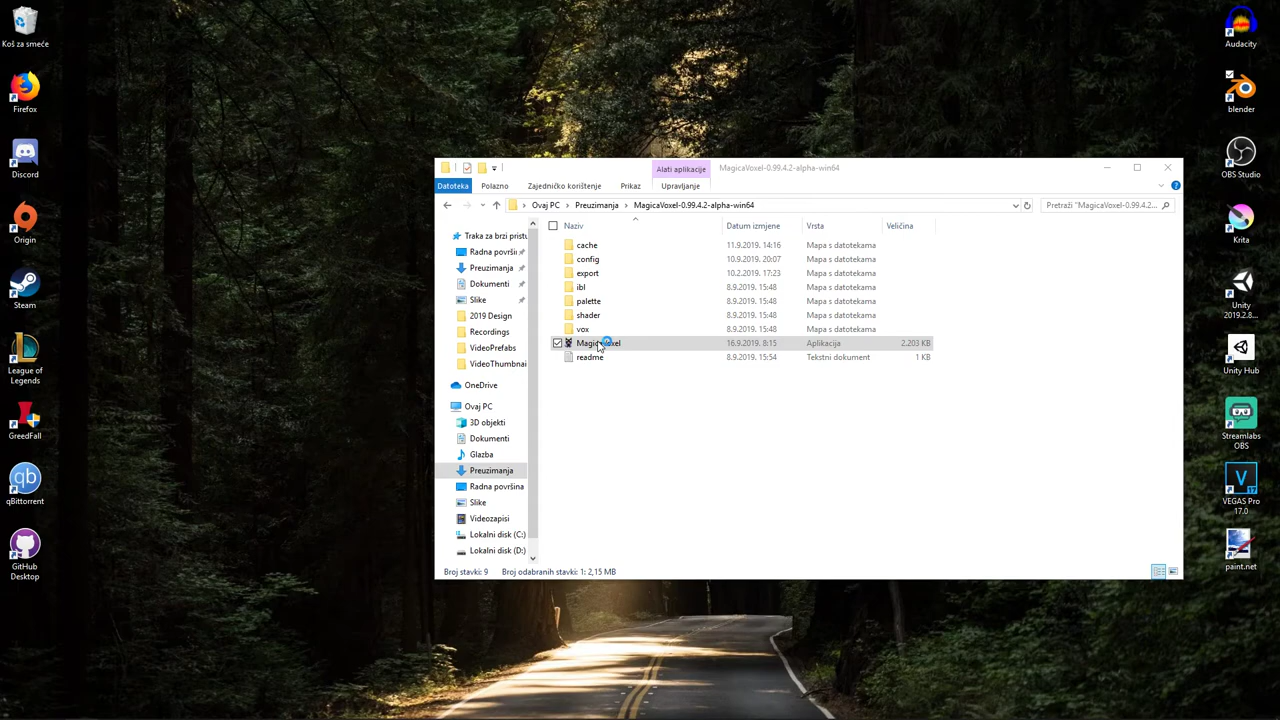 Koš za smeće
Firefox
Discord
Origin
Steam
League of
Legends
GreedFall
qBittorrent
GitHub
Desktop
Alati aplikacije
MagicaVoxel-0.99.4.2-alpha-win64
Datoteka
Polazno
Zajedničko korištenje
Prikaz
Upravljanje
Ovaj PC
Preuzimanja
MagicaVoxel-0.99.4.2-alpha-win64
Pretraži "MagicaVoxel-0.99.4...
Traka za brzi pristu
Radna površi
Preuzimanja
Dokumenti
Slike
2019 Design
Recordings
VideoPrefabs
VideoThumbnai
OneDrive
Ovaj PC
3D objekti
Dokumenti
Glazba
Preuzimanja
Radna površina
Slike
Videozapisi
Lokalni disk (C:)
Lokalni disk (D:)
Naziv Datum izmjene Vrsta Veličina
cache 11.9.2019. 14:16 Mapa s datotekama
config 10.9.2019. 20:07 Mapa s datotekama
export 10.2.2019. 17:23 Mapa s datotekama
ibl 8.9.2019. 15:48 Mapa s datotekama
palette 8.9.2019. 15:48 Mapa s datotekama
shader 8.9.2019. 15:48 Mapa s datotekama
vox 8.9.2019. 15:48 Mapa s datotekama
MagicaVoxel 16.9.2019. 8:15 Aplikacija 2.203 KB
readme 8.9.2019. 15:54 Tekstni dokument 1 KB
Broj stavki: 9
Broj odabranih stavki: 1: 2,15 MB
Audacity
blender
OBS Studio
Krita
Unity
2019.2.8...
Unity Hub
Streamlabs
OBS
VEGAS Pro
17.0
paint.net